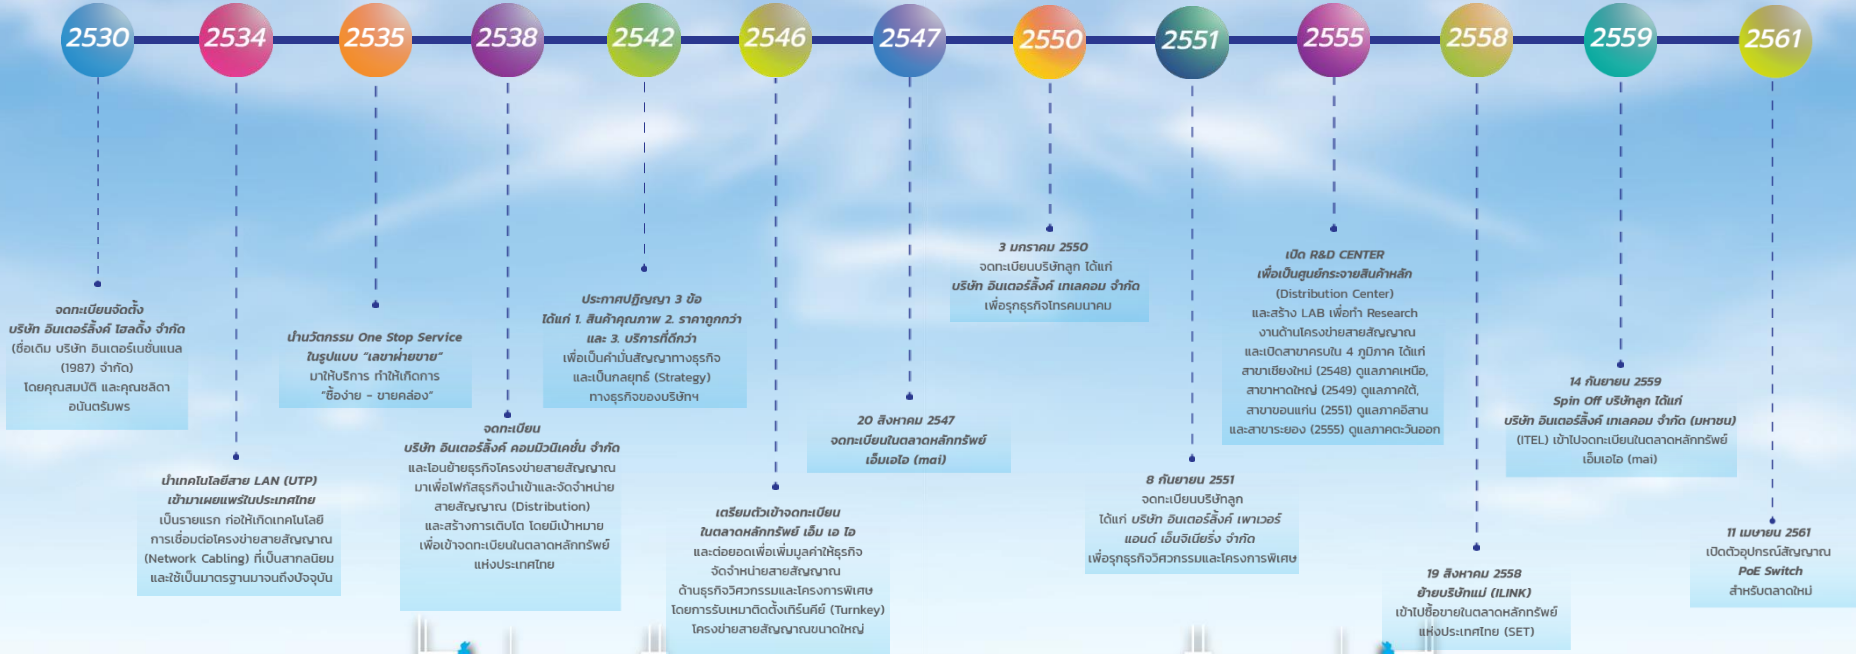 2530
2534
2535
2538
2542
2546
2547
2550
2551
2555
2558
2559
2561
จดทะเบียนจัดตั้ง
บริษัท อินเตอร์ลิ้งค์ โฮลดิ้ง จำกัด
(ชื่อเดิม บริษัท อินเตอร์เนชั่นแนล
(1987) จำกัด)
โดยคุณสมบัติ และคุณชลิดา
อนันตรัมพร
นำเทคโนโลยีสาย LAN (UTP)
เข้ามาเผยแพร่ในประเทศไทย
เป็นรายแรก ก่อให้เกิดเทคโนโลยี
การเชื่อมต่อโครงข่ายสายสัญญาณ
(Network Cabling) ที่เป็นสากลนิยม
และใช้เป็นมาตรฐานมาจนถึงปัจจุบัน
นำนวัตกรรม One Stop Service
ในรูปแบบ “เลขาฝ่ายขาย”
มาให้บริการ ทำให้เกิดการ
“ซื้อง่าย - ขายคล่อง”
จดทะเบียน
บริษัท อินเตอร์ลิ้งค์ คอมมิวนิเคชั่น จำกัด
และโอนย้ายธุรกิจโครงข่ายสายสัญญาณ
มาเพื่อโฟกัสธุรกิจนำเข้าและจัดจำหน่าย
สายสัญญาณ (Distribution)
และสร้างการเติบโต โดยมีเป้าหมาย
เพื่อเข้าจดทะเบียนในตลาดหลักทรัพย์
แห่งประเทศไทย
ประกาศปฏิญญา 3 ข้อ
ได้แก่ 1. สินค้าคุณภาพ 2. ราคาถูกกว่า
และ 3. บริการที่ดีกว่า
เพื่อเป็นคำมั่นสัญญาทางธุรกิจ
และเป็นกลยุทธ์ (Strategy)
ทางธุรกิจของบริษัทฯ
เตรียมตัวเข้าจดทะเบียน
ในตลาดหลักทรัพย์ เอ็ม เอ ไอ
และต่อยอดเพื่อเพิ่มมูลค่าให้ธุรกิจ
จัดจำหน่ายสายสัญญาณ
ด้านธุรกิจวิศวกรรมและโครงการพิเศษ
โดยการรับเหมาติดตั้งเทิร์นคีย์ (Turnkey)
โครงข่ายสายสัญญาณขนาดใหญ่
20 สิงหาคม 2547
จดทะเบียนในตลาดหลักทรัพย์
เอ็มเอไอ (mai)
3 มกราคม 2550
จดทะเบียนบริษัทลูก ได้แก่
บริษัท อินเตอร์ลิ้งค์ เทเลคอม จำกัด
เพื่อรุกธุรกิจโทรคมนาคม
8 กันยายน 2551
จดทะเบียนบริษัทลูก
ได้แก่ บริษัท อินเตอร์ลิ้งค์ เพาเวอร์
แอนด์ เอ็นจิเนียริ่ง จำกัด
เพื่อรุกธุรกิจวิศวกรรมและโครงการพิเศษ
เปิด R&D CENTER
เพื่อเป็นศูนย์กระจายสินค้าหลัก
(Distribution Center)
และสร้าง LAB เพื่อทำ Research
งานด้านโครงข่ายสายสัญญาณ
และเปิดสาขาครบใน 4 ภูมิภาค ได้แก่
สาขาเชียงใหม่ (2548) ดูแลภาคเหนือ,
สาขาหาดใหญ่ (2549) ดูแลภาคใต้,
สาขาขอนแก่น (2551) ดูแลภาคอีสาน
และสาขาระยอง (2555) ดูแลภาคตะวันออก
19 สิงหาคม 2558
ย้ายบริษัทแม่ (ILINK)
เข้าไปซื้อขายในตลาดหลักทรัพย์
แห่งประเทศไทย (SET)
14 กันยายน 2559
Spin Off บริษัทลูก ได้แก่
บริษัท อินเตอร์ลิ้งค์ เทเลคอม จำกัด (มหาชน)
(ITEL) เข้าไปจดทะเบียนในตลาดหลักทรัพย์
เอ็มเอไอ (mai)
11 เมษายน 2561
เปิดตัวอุปกรณ์สัญญาณ
PoE Switch
สำหรับตลาดใหม่